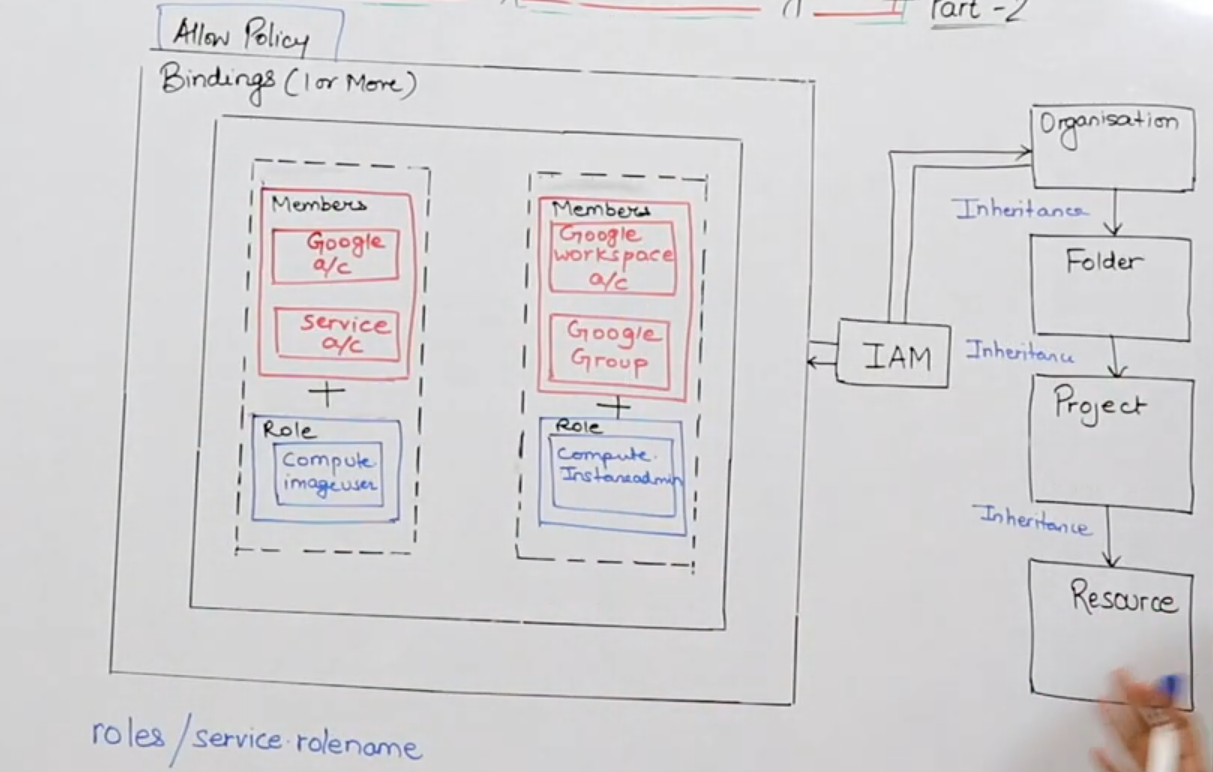 Part-2
Allow Policy
Bindings (1 or More)
Members
Google
a/c
Service
a/c
+
Role
Compute.
imageuser
Members
Google
workspace
a/c
Google
Group
+
Role
Compute.
Instanceadmin
IAM
Organisation
Inheritance
Folder
Inheritance
Project
Inheritance
Resource
roles/service.rolename